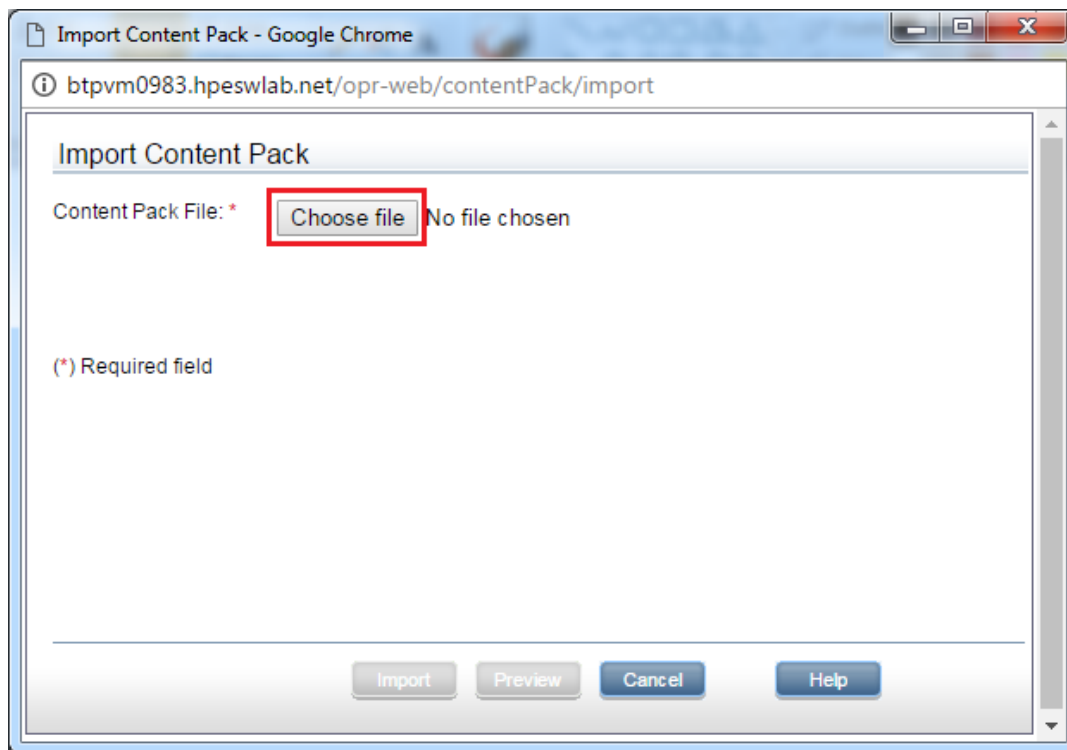 Import Content Pack - Google Chrome
btpvm0983.hpeswlab.net/opr-web/contentPack/import
Import Content Pack
Content Pack File: * Choose file No file chosen
(*) Required field
Import Preview Cancel Help